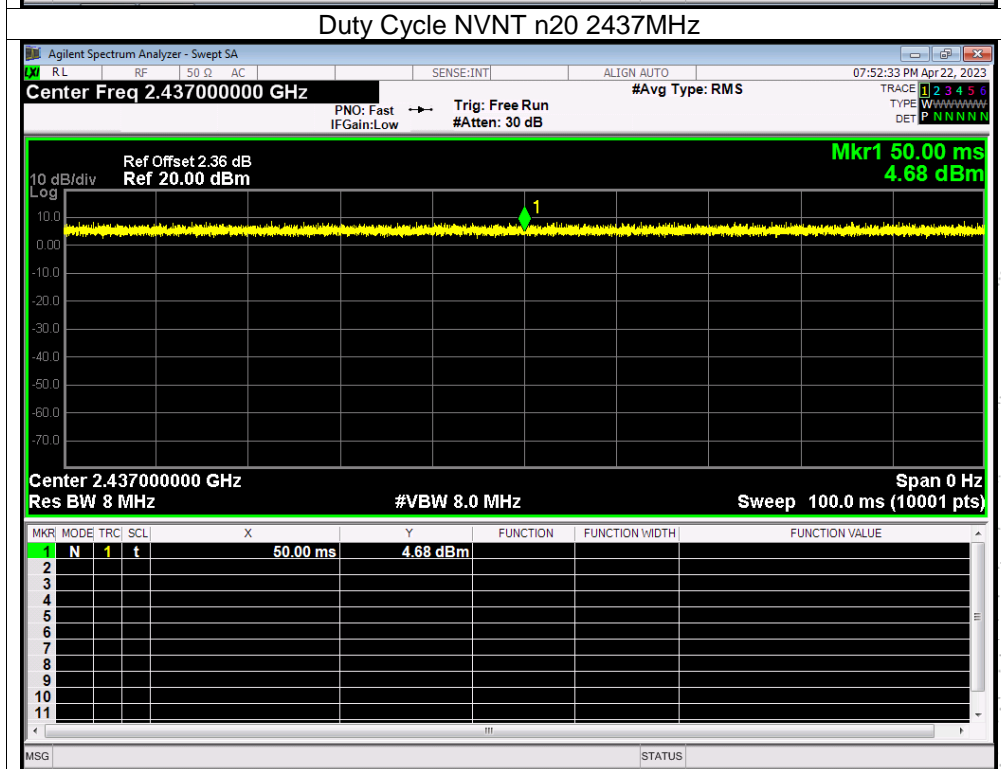 Duty Cycle NVNT n20 2437MHz
Agilent Spectrum Analyzer - Swept SA
LXI RL RF 50 Ω AC SENSE:INT ALIGN AUTO 07:52:33 PM Apr 22, 2023
Center Freq 2.437000000 GHz #Avg Type: RMS TRACE 1 2 3 4 5 6
PNO: Fast Trig: Free Run TYPE WWWWWW
IFGain:Low #Atten: 30 dB DET P N N N N N
Mkr1 50.00 ms
Ref Offset 2.36 dB
10 dB/div Ref 20.00 dBm 4.68 dBm
Log
1
10.0
0.00
-10.0
-20.0
-30.0
-40.0
-50.0
-60.0
-70.0
Center 2.437000000 GHz Span 0 Hz
Res BW 8 MHz #VBW 8.0 MHz Sweep 100.0 ms (10001 pts)
MKR MODE TRC SCL X Y FUNCTION FUNCTION WIDTH FUNCTION VALUE
1 N 1 t 50.00 ms 4.68 dBm
2
3
4
5
6
7
8
9
10
11
MSG STATUS